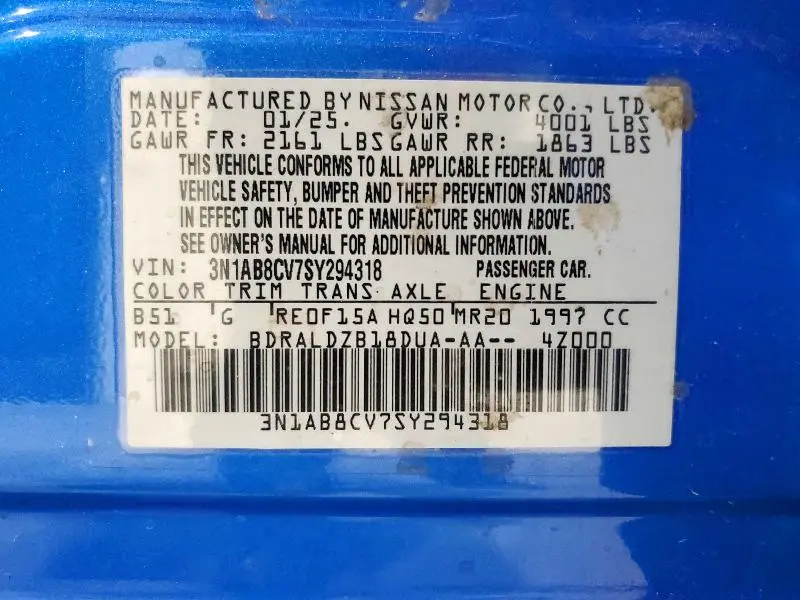 MANUFACTURED BY NISSAN MOTOR CO., LTD.
DATE: 01/25. GVWR: 4001 LBS
GAWR FR: 2161 LBS GAWR RR: 1863 LBS
THIS VEHICLE CONFORMS TO ALL APPLICABLE FEDERAL MOTOR
VEHICLE SAFETY, BUMPER AND THEFT PREVENTION STANDARDS
IN EFFECT ON THE DATE OF MANUFACTURE SHOWN ABOVE.
SEE OWNER'S MANUAL FOR ADDITIONAL INFORMATION.
VIN: 3N1AB8CV7SY294318 PASSENGER CAR.
COLOR TRIM TRANS AXLE ENGINE
B51 G RE0F15A HQ50 MR20 1997 CC
MODEL: BDRALDZB18DUA-AA-- 4Z000
3N1AB8CV7SY294318